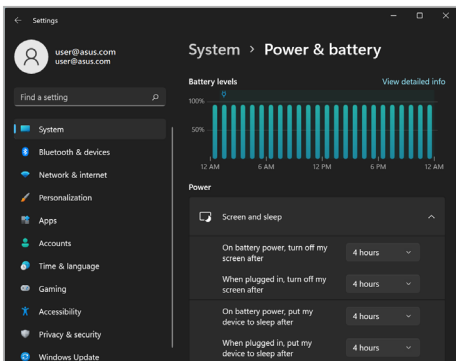 Settings
user@asus.com
user@asus.com
Find a setting
System
Bluetooth & devices
Network & internet
Personalization
Apps
Accounts
Time & language
Gaming
Accessibility
Privacy & security
Windows Update
System > Power & battery
Battery levels
View detailed info
100%
50%
12 AM
6 AM
12 PM
6 PM
12 AM
Power
Screen and sleep
On battery power, turn off my
screen after
4 hours
When plugged in, turn off my
screen after
4 hours
On battery power, put my
device to sleep after
4 hours
When plugged in, put my
device to sleep after
4 hours